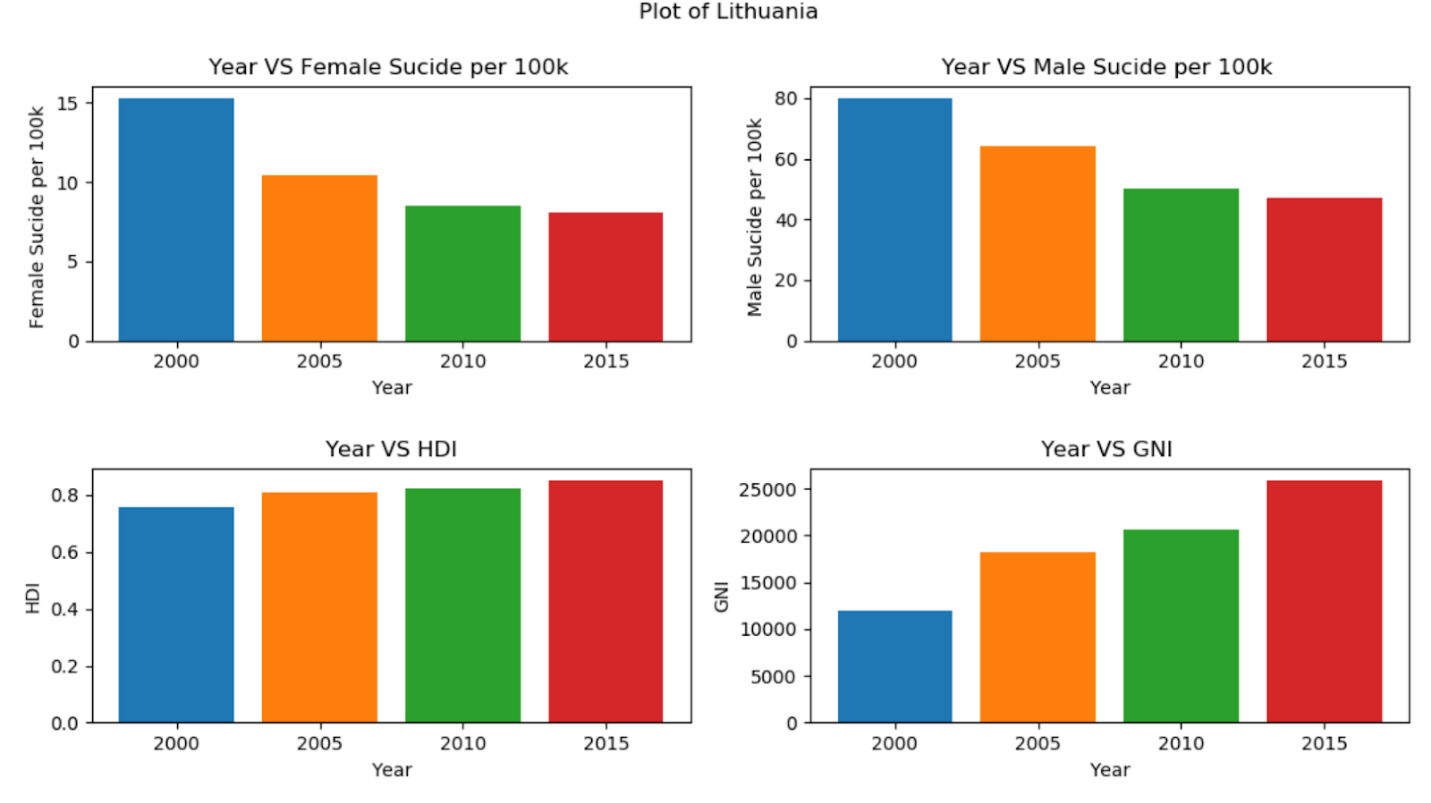 Plot of Lithuania
Year VS Female Sucide per 100k
Female Sucide per 100k
15
10
5
0
2000 2005 2010 2015
Year
Year VS Male Sucide per 100k
Male Sucide per 100k
80
60
40
20
0
2000 2005 2010 2015
Year
Year VS HDI
HDI
0.8
0.6
0.4
0.2
0.0
2000 2005 2010 2015
Year
Year VS GNI
GNI
25000
20000
15000
10000
5000
0
2000 2005 2010 2015
Year